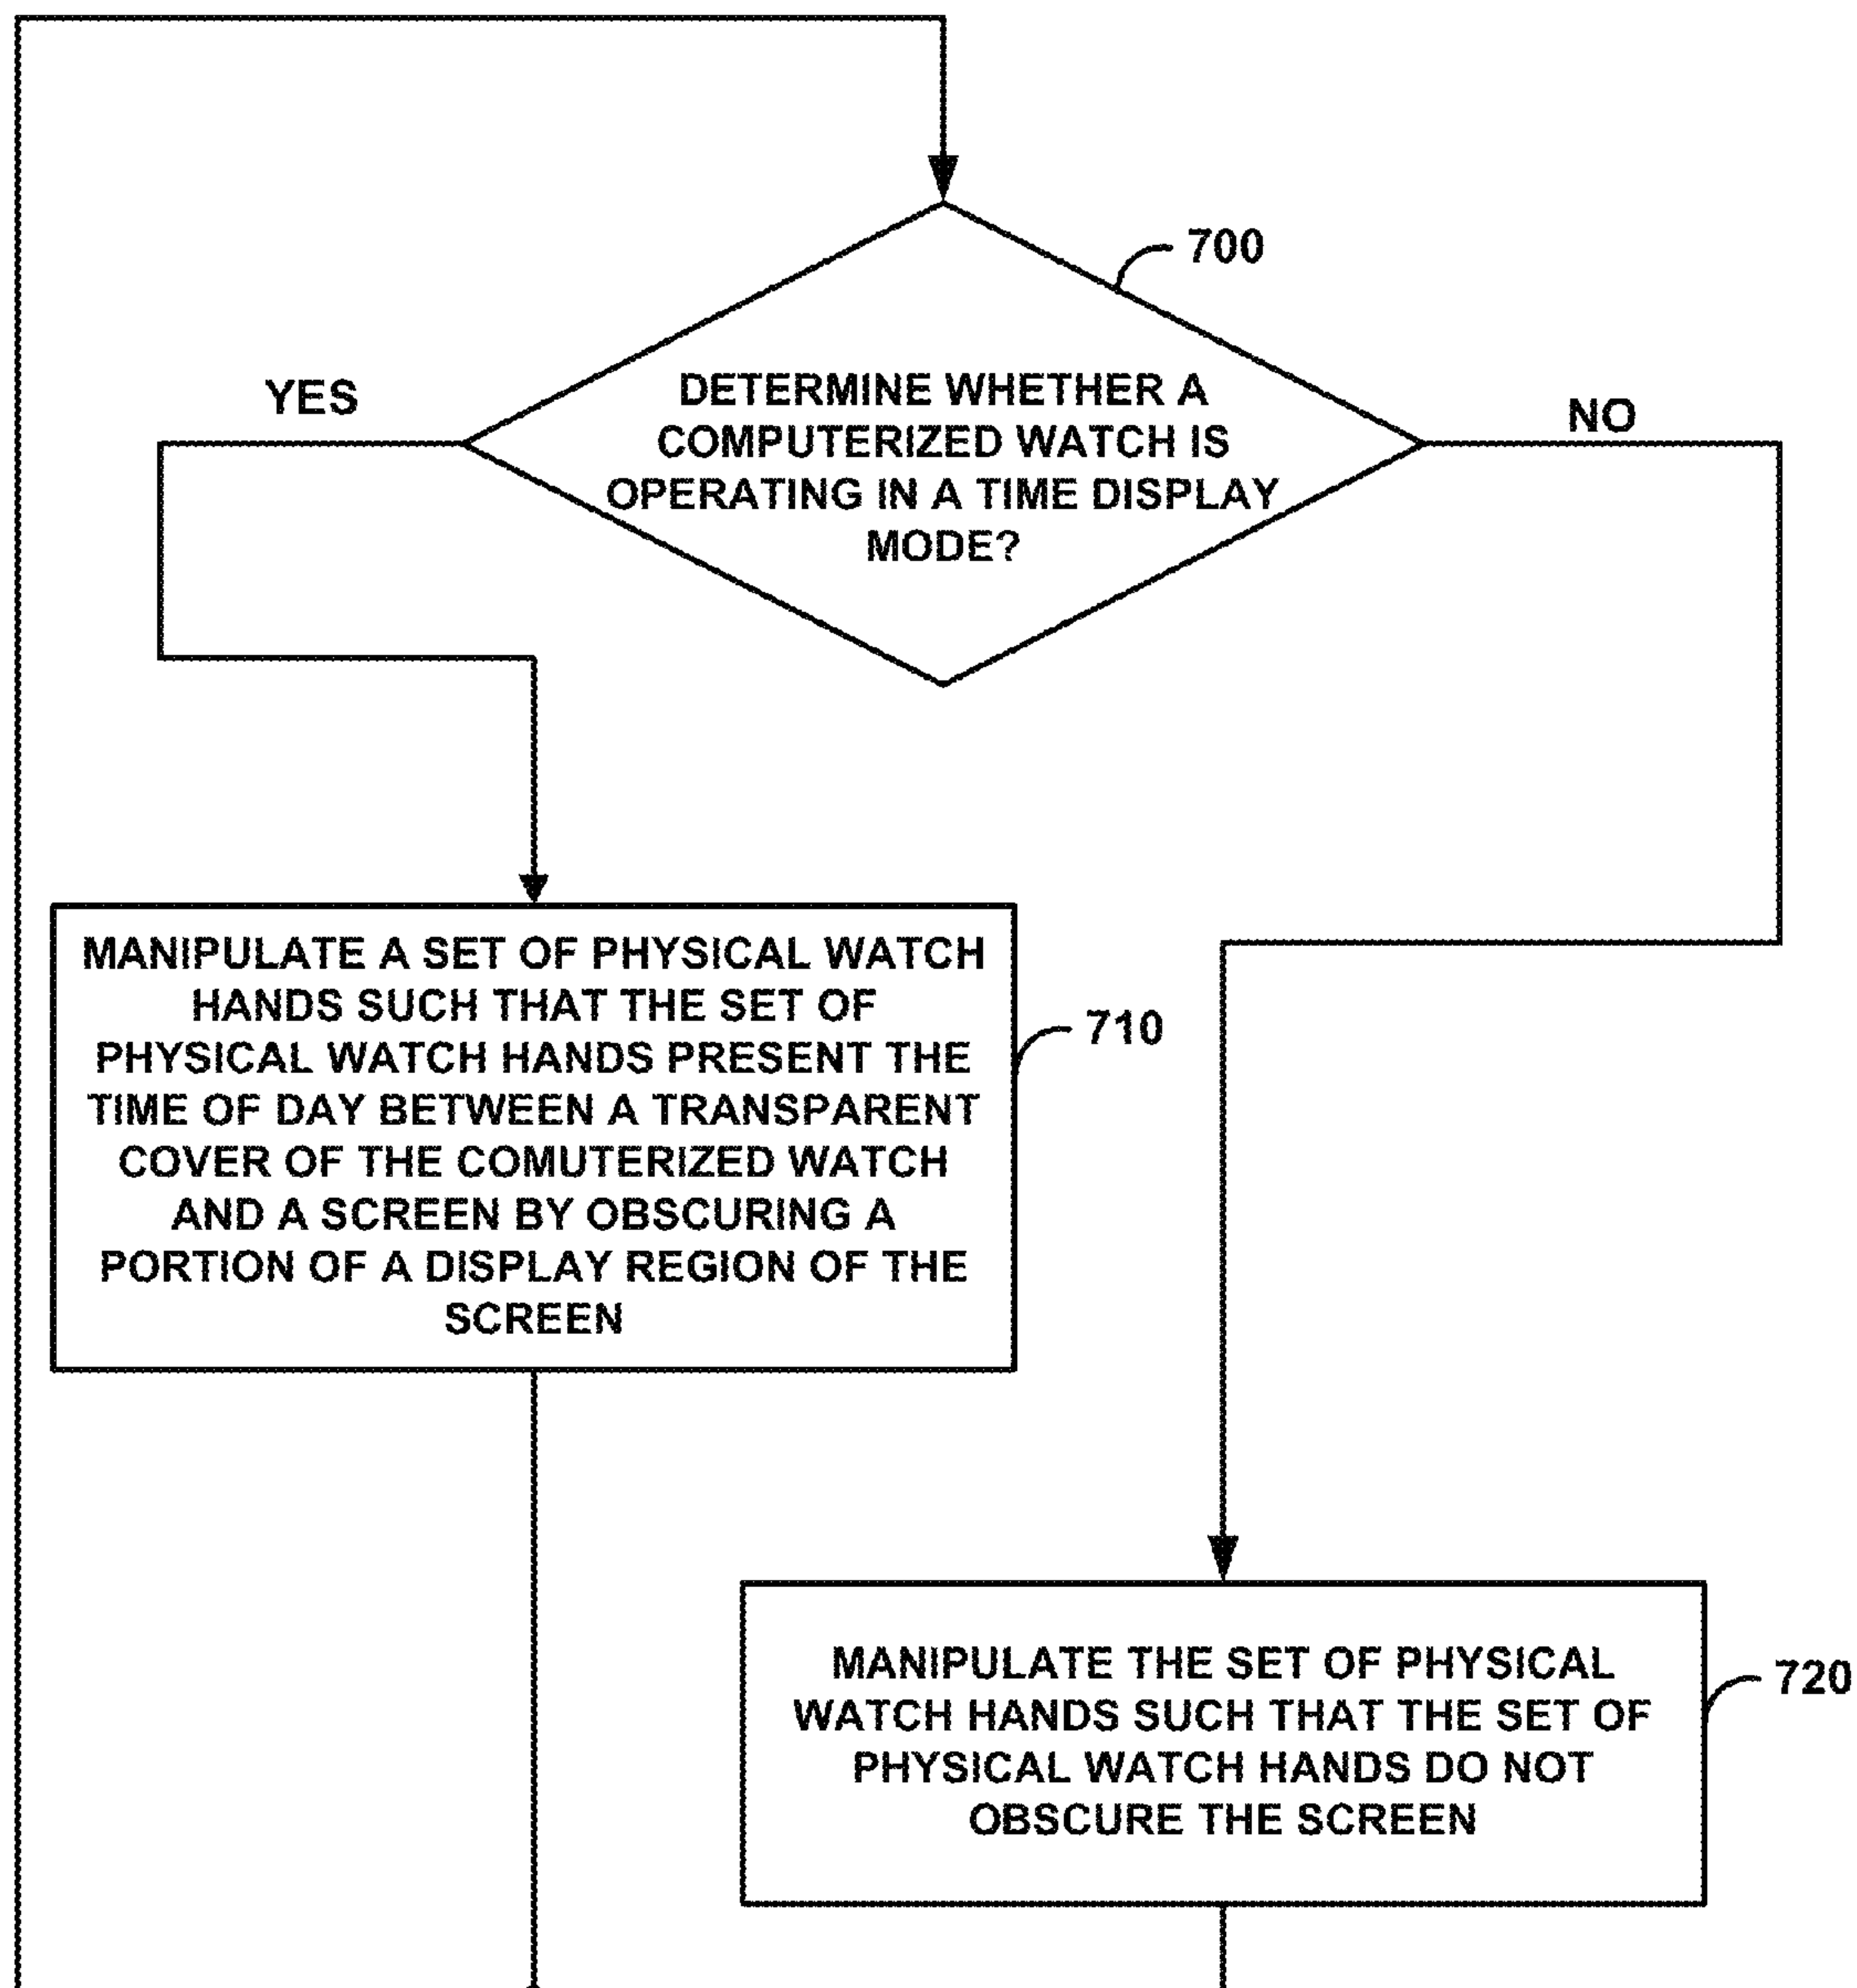 700
YES
DETERMINE WHETHER A
COMPUTERIZED WATCH IS
OPERATING IN A TIME DISPLAY
MODE?
NO
MANIPULATE A SET OF PHYSICAL WATCH
HANDS SUCH THAT THE SET OF
PHYSICAL WATCH HANDS PRESENT THE
TIME OF DAY BETWEEN A TRANSPARENT
COVER OF THE COMUTERIZED WATCH
AND A SCREEN BY OBSCURING A
PORTION OF A DISPLAY REGION OF THE
SCREEN
710
MANIPULATE THE SET OF PHYSICAL
WATCH HANDS SUCH THAT THE SET OF
PHYSICAL WATCH HANDS DO NOT
OBSCURE THE SCREEN
720